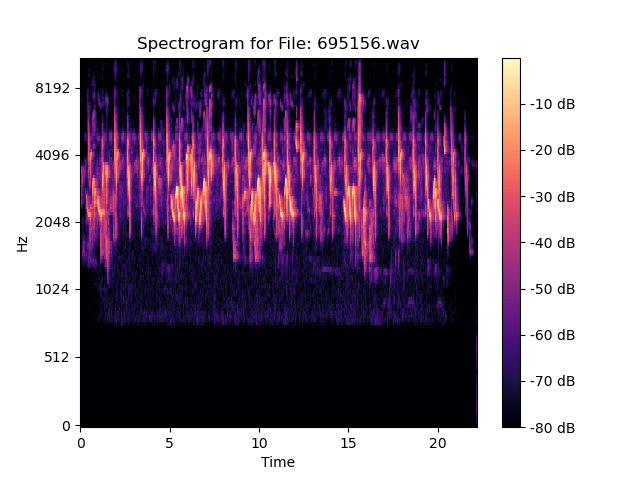 Spectrogram for File: 695156.wav
8192
4096
2048
1024
512
0
Hz
0 5 10 15 20
Time
-10 dB
-20 dB
-30 dB
-40 dB
-50 dB
-60 dB
-70 dB
-80 dB